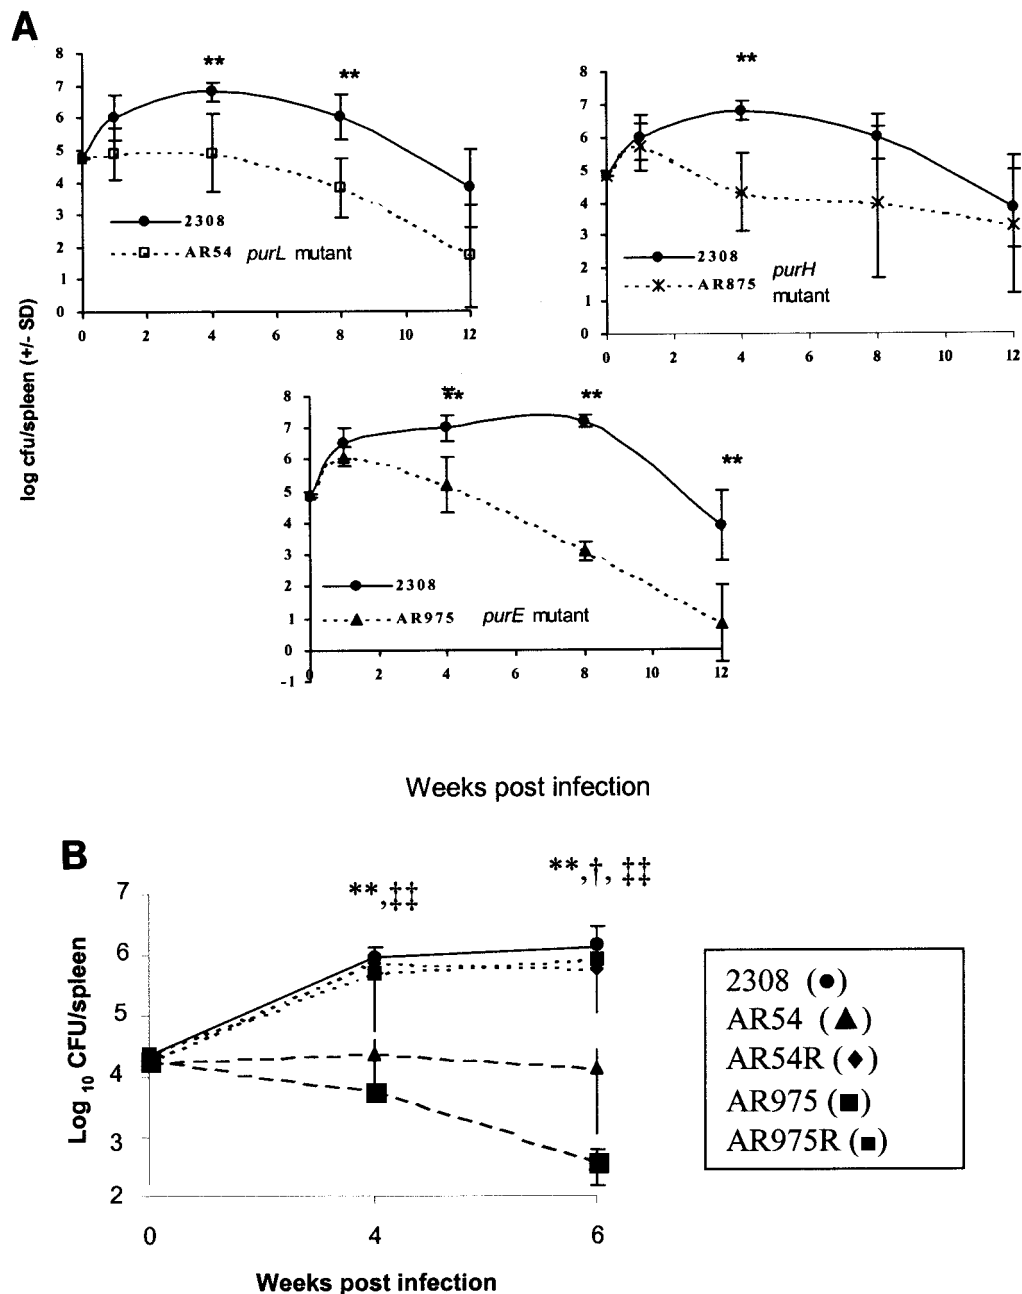 A
8
7
6
5
4
3
2
1
0
** **
2308
AR54 purL mutant
0 2 4 6 8 10 12
8
7
6
5
4
3
2
1
0
**
2308
AR875 purH
mutant
0 2 4 6 8 10 12
log cfu/spleen (+/- SD)
8
7
6
5
4
3
2
1
0
-1
** ** **
2308
AR975 purE mutant
0 2 4 6 8 10 12
Weeks post infection
B
7
6
5
4
3
2
Log 10 CFU/spleen
**,‡‡ **,†, ‡‡
0 4 6
Weeks post infection
2308 (●)
AR54 (▲)
AR54R (♦)
AR975 (■)
AR975R (■)